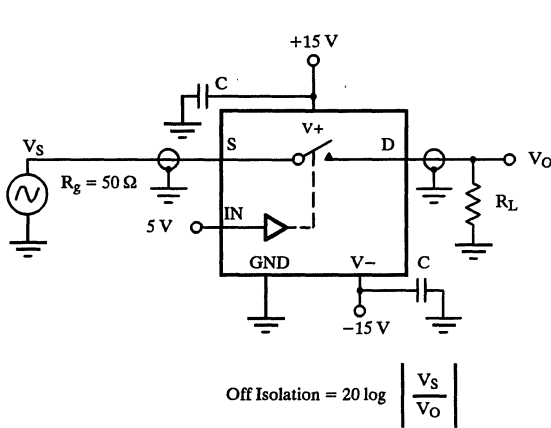 +15 V
C
V+
VS
S
D
VO
Rg = 50 Ω
RL
5 V
IN
GND
V−
C
−15 V
Off Isolation = 20 log | VS / VO |